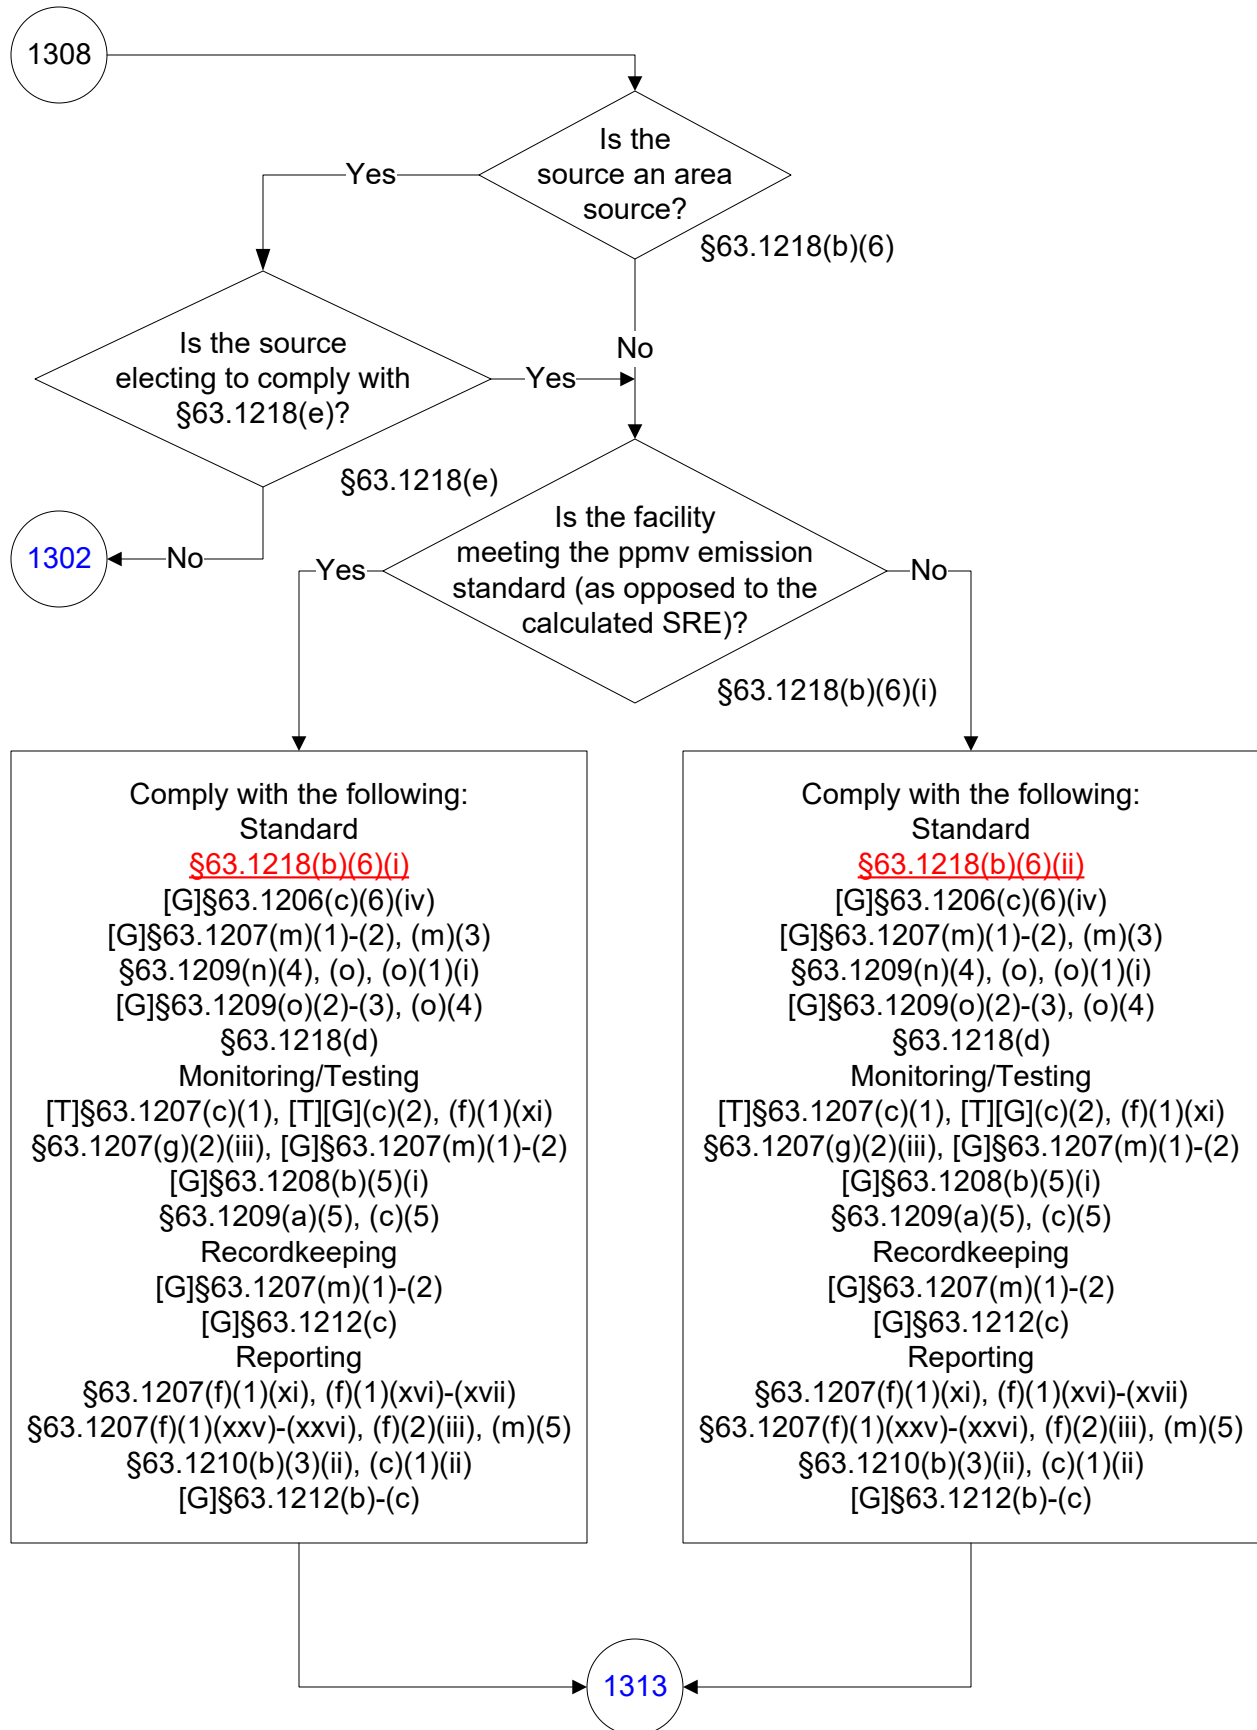 1308
Is the
source an area
source?
Yes
§63.1218(b)(6)
No
Is the source
electing to comply with
§63.1218(e)?
Yes
§63.1218(e)
1302
No
Is the facility
meeting the ppmv emission
standard (as opposed to the
calculated SRE)?
Yes
No
§63.1218(b)(6)(i)
Comply with the following:
Standard
§63.1218(b)(6)(i)
[G]§63.1206(c)(6)(iv)
[G]§63.1207(m)(1)-(2), (m)(3)
§63.1209(n)(4), (o), (o)(1)(i)
[G]§63.1209(o)(2)-(3), (o)(4)
§63.1218(d)
Monitoring/Testing
[T]§63.1207(c)(1), [T][G](c)(2), (f)(1)(xi)
§63.1207(g)(2)(iii), [G]§63.1207(m)(1)-(2)
[G]§63.1208(b)(5)(i)
§63.1209(a)(5), (c)(5)
Recordkeeping
[G]§63.1207(m)(1)-(2)
[G]§63.1212(c)
Reporting
§63.1207(f)(1)(xi), (f)(1)(xvi)-(xvii)
§63.1207(f)(1)(xxv)-(xxvi), (f)(2)(iii), (m)(5)
§63.1210(b)(3)(ii), (c)(1)(ii)
[G]§63.1212(b)-(c)
Comply with the following:
Standard
§63.1218(b)(6)(ii)
[G]§63.1206(c)(6)(iv)
[G]§63.1207(m)(1)-(2), (m)(3)
§63.1209(n)(4), (o), (o)(1)(i)
[G]§63.1209(o)(2)-(3), (o)(4)
§63.1218(d)
Monitoring/Testing
[T]§63.1207(c)(1), [T][G](c)(2), (f)(1)(xi)
§63.1207(g)(2)(iii), [G]§63.1207(m)(1)-(2)
[G]§63.1208(b)(5)(i)
§63.1209(a)(5), (c)(5)
Recordkeeping
[G]§63.1207(m)(1)-(2)
[G]§63.1212(c)
Reporting
§63.1207(f)(1)(xi), (f)(1)(xvi)-(xvii)
§63.1207(f)(1)(xxv)-(xxvi), (f)(2)(iii), (m)(5)
§63.1210(b)(3)(ii), (c)(1)(ii)
[G]§63.1212(b)-(c)
1313